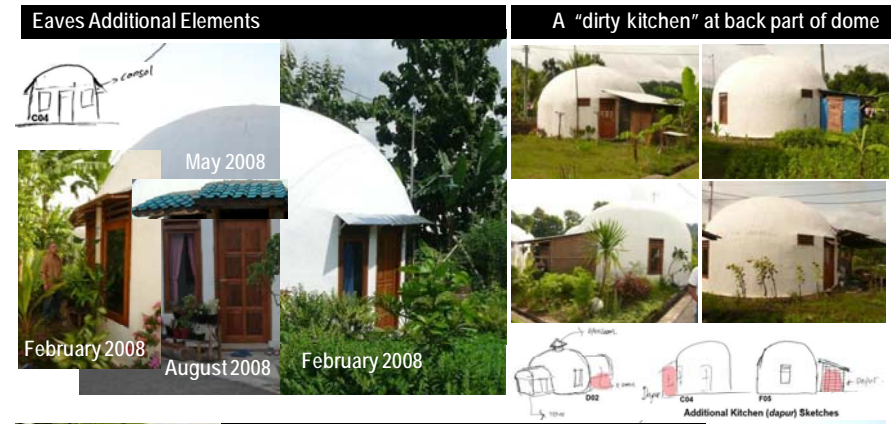 Eaves Additional Elements
A "dirty kitchen" at back part of dome
consol
C04
May 2008
February 2008
August 2008
February 2008
D02
Dapur
C04
F05
Dapur
Additional Kitchen (dapur) Sketches